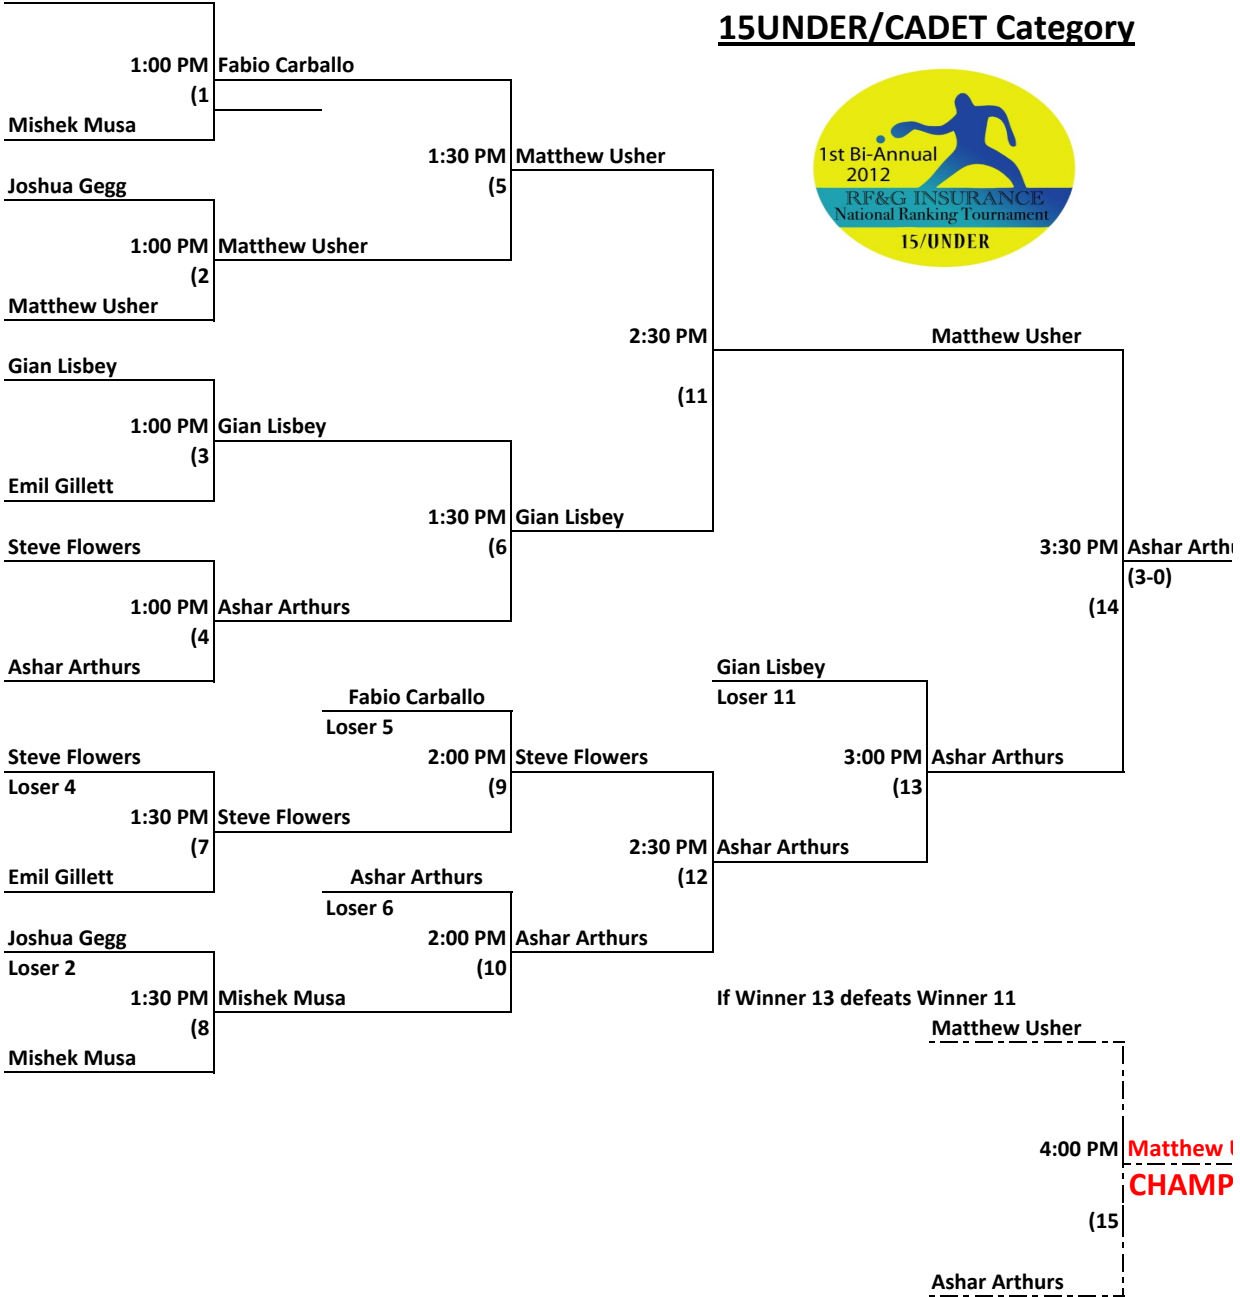 15UNDER/CADET Category
1:00 PM Fabio Carballo
(1
Mishek Musa
1:30 PM Matthew Usher
(5
1st Bi-Annual
2012
RF&G INSURANCE
National Ranking Tournament
15/UNDER
Joshua Gegg
1:00 PM Matthew Usher
(2
Matthew Usher
2:30 PM
Matthew Usher
Gian Lisbey
(11
1:00 PM Gian Lisbey
(3
Emil Gillett
1:30 PM Gian Lisbey
(6
Steve Flowers
3:30 PM Ashar
(3-0)
1:00 PM Ashar Arthurs
(14
(4
Ashar Arthurs
Gian Lisbey
Fabio Carballo
Loser 11
Loser 5
Steve Flowers
2:00 PM Steve Flowers
3:00 PM Ashar Arthurs
Loser 4
(9
(13
1:30 PM Steve Flowers
(7
2:30 PM Ashar Arthurs
Emil Gillett
Ashar Arthurs
(12
Loser 6
Joshua Gegg
2:00 PM Ashar Arthurs
Loser 2
(10
1:30 PM Mishek Musa
If Winner 13 defeats Winner 11
(8
Matthew Usher
Mishek Musa
4:00 PM Matthew
CHAMP
(15
Ashar Arthurs